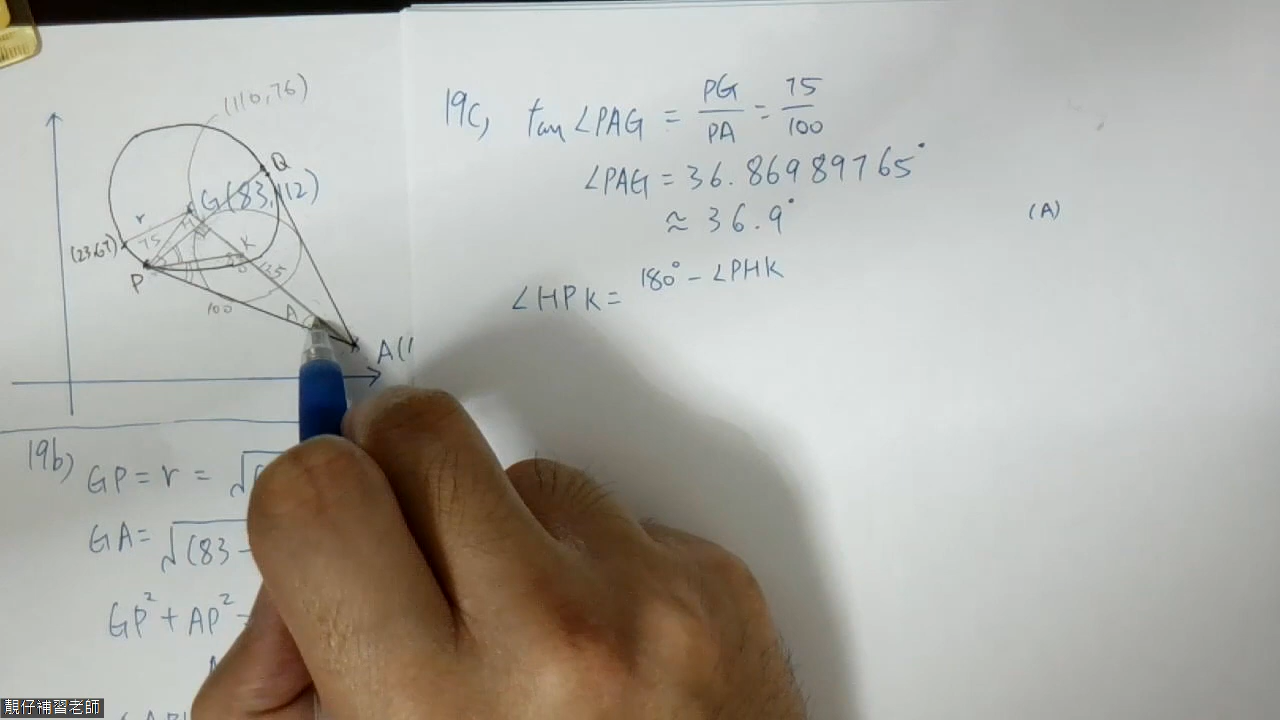 (110,76)
Q
G(83,112)
r
75
(23,67)
H
K
125
P
100
A
A(1
19b)
GP = r = √(
GA = √(83 -
GP² + AP²
19c, tan ∠PAG = PG/PA = 75/100
∠PAG = 36.86989765°
≈ 36.9°
(A)
∠HPK = 180° - ∠PHK
靚仔補習老師